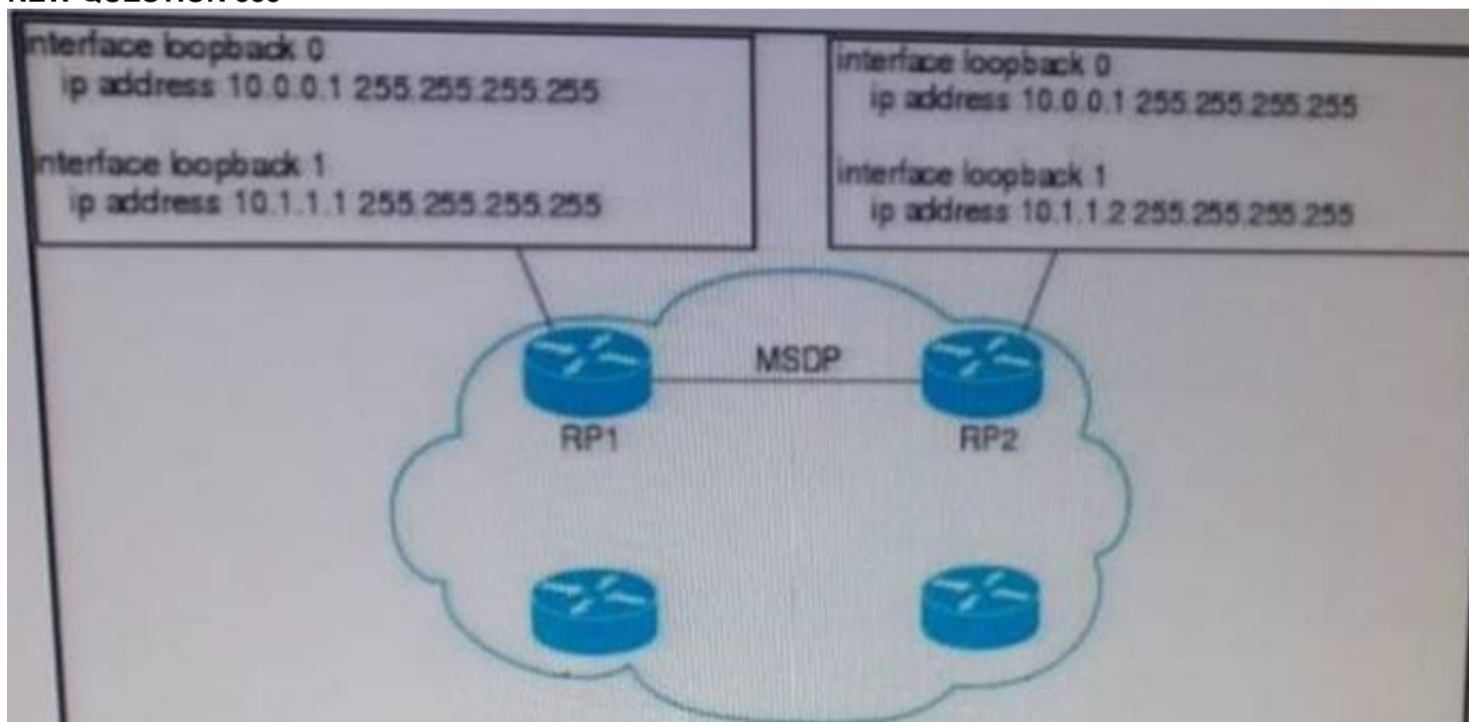 interface loopback 0
ip address 10.0.0.1 255.255.255.255
interface loopback 1
ip address 10.1.1.1 255.255.255.255
interface loopback 0
ip address 10.0.0.1 255.255.255.255
interface loopback 1
ip address 10.1.1.2 255.255.255.255
MSDP
RP1
RP2